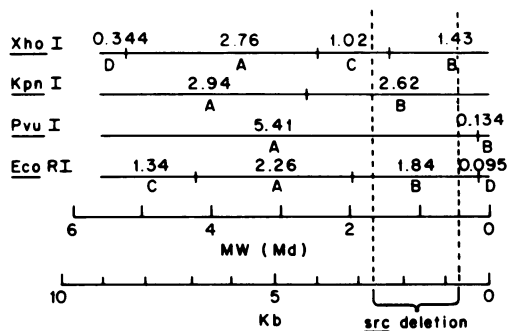 Xho I 0.344 2.76 1.02 1.43
D A C B
Kpn I 2.94 2.62
A B
Pvu I 5.41 0.134
A B
Eco RI 1.34 2.26 1.84 0.095
C A B D
6 4 2 0
MW (Md)
10 5 0
Kb src deletion